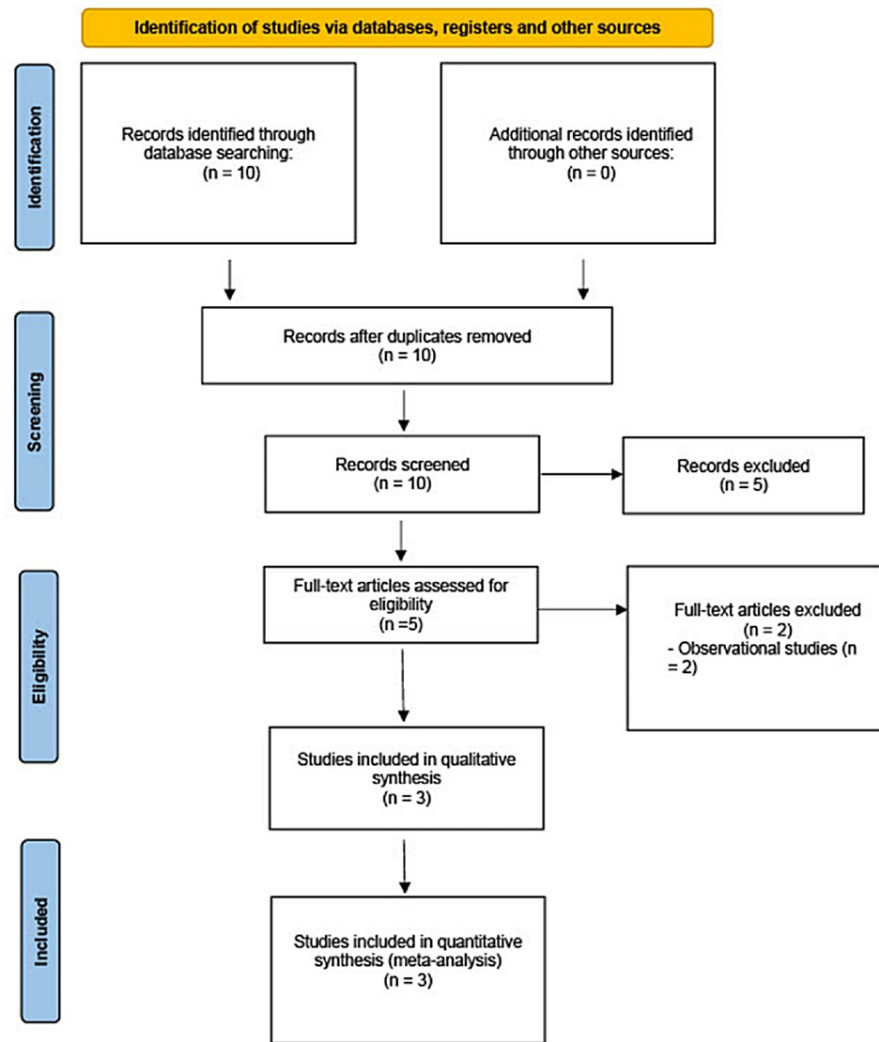 Identification of studies via databases, registers and other sources
Identification
Records identified through
database searching:
(n = 10)
Additional records identified
through other sources:
(n = 0)
Screening
Records after duplicates removed
(n = 10)
Records screened
(n = 10)
Records excluded
(n = 5)
Eligibility
Full-text articles assessed for
eligibility
(n =5)
Full-text articles excluded
(n = 2)
- Observational studies (n
= 2)
Studies included in qualitative
synthesis
(n = 3)
Included
Studies included in quantitative
synthesis (meta-analysis)
(n = 3)